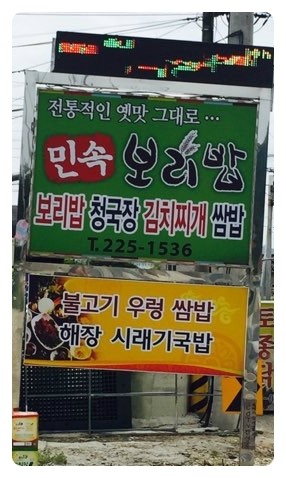 전통적인 옛맛 그대로 ...
민속 보리밥
보리밥 청국장 김치찌개 쌈밥
T. 225-1536
불고기 우렁 쌈밥
해장 시래기국밥